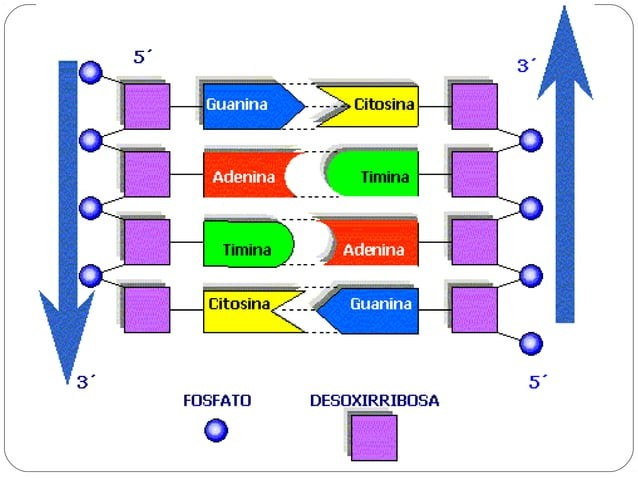 5´
3´
Guanina Citosina
Adenina Timina
Timina Adenina
Citosina Guanina
3´ 5´
FOSFATO DESOXIRRIBOSA